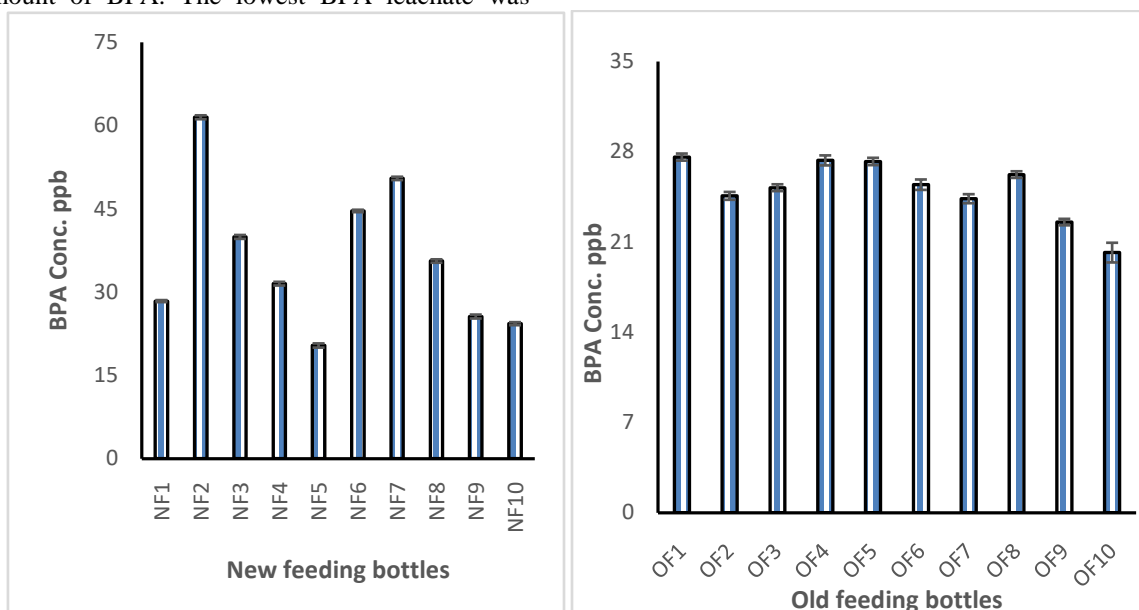 of BPA. The lowest BPA leachate was
75
60
45
30
15
0
BPA Conc. ppb
NF1
NF2
NF3
NF4
NF5
NF6
NF7
NF8
NF9
NF10
New feeding bottles
35
28
21
14
7
0
BPA Conc. ppb
OF1
OF2
OF3
OF4
OF5
OF6
OF7
OF8
OF9
OF10
Old feeding bottles